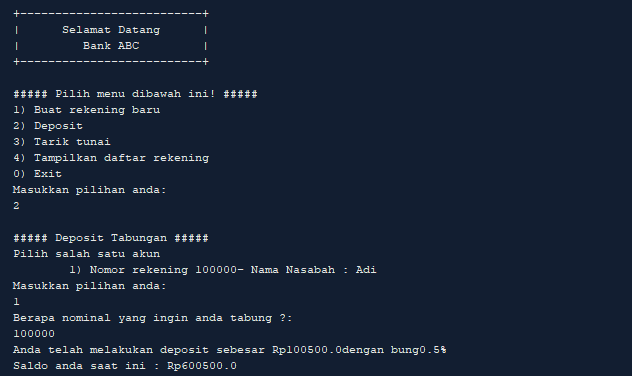 +--------------------------+
|      Selamat Datang      |
|         Bank ABC         |
+--------------------------+
##### Pilih menu dibawah ini! #####
1) Buat rekening baru
2) Deposit
3) Tarik tunai
4) Tampilkan daftar rekening
0) Exit
Masukkan pilihan anda:
2
##### Deposit Tabungan #####
Pilih salah satu akun
        1) Nomor rekening 100000- Nama Nasabah : Adi
Masukkan pilihan anda:
1
Berapa nominal yang ingin anda tabung ?:
100000
Anda telah melakukan deposit sebesar Rp100500.0dengan bung0.5%
Saldo anda saat ini : Rp600500.0